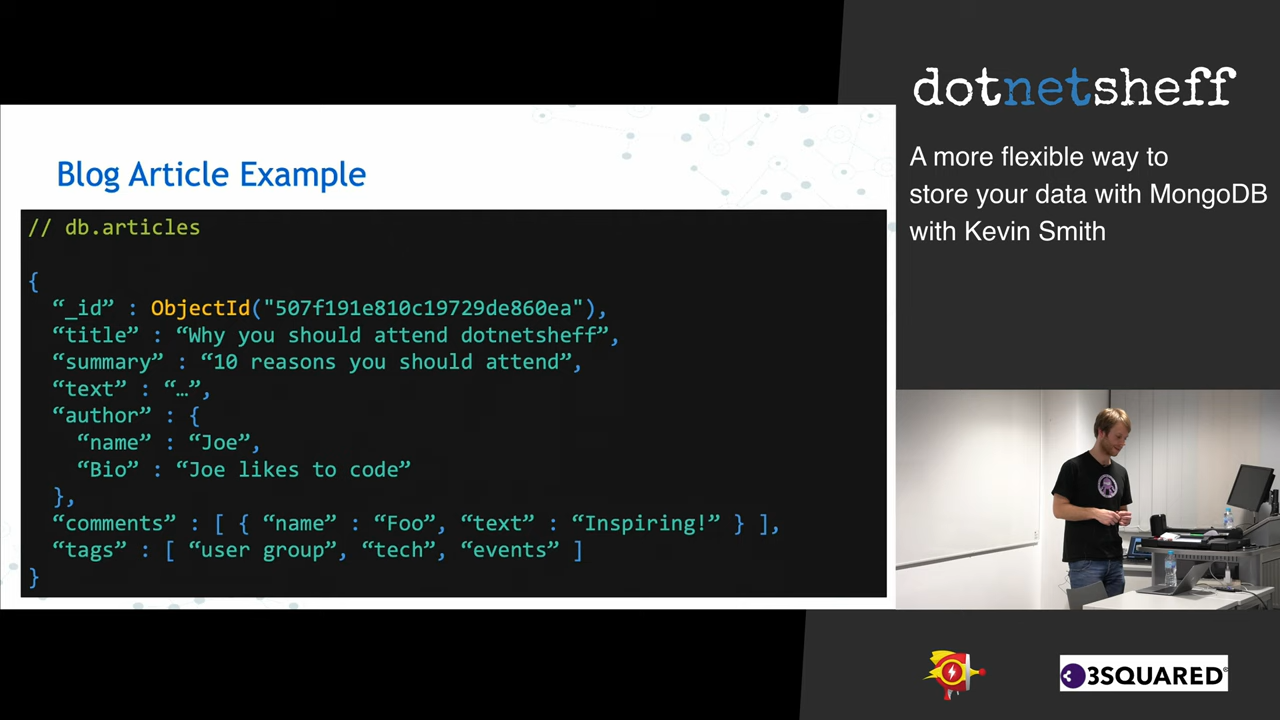 Blog Article Example
// db.articles
{
“_id” : ObjectId("507f191e810c19729de860ea"),
“title” : “Why you should attend dotnetsheff”,
“summary” : “10 reasons you should attend”,
“text” : “…”,
“author” : {
“name” : “Joe”,
“Bio” : “Joe likes to code”
},
“comments” : [ { “name” : “Foo”, “text” : “Inspiring!” } ],
“tags” : [ “user group”, “tech”, “events” ]
}
dotnetsheff
A more flexible way to
store your data with MongoDB
with Kevin Smith
3SQUARED